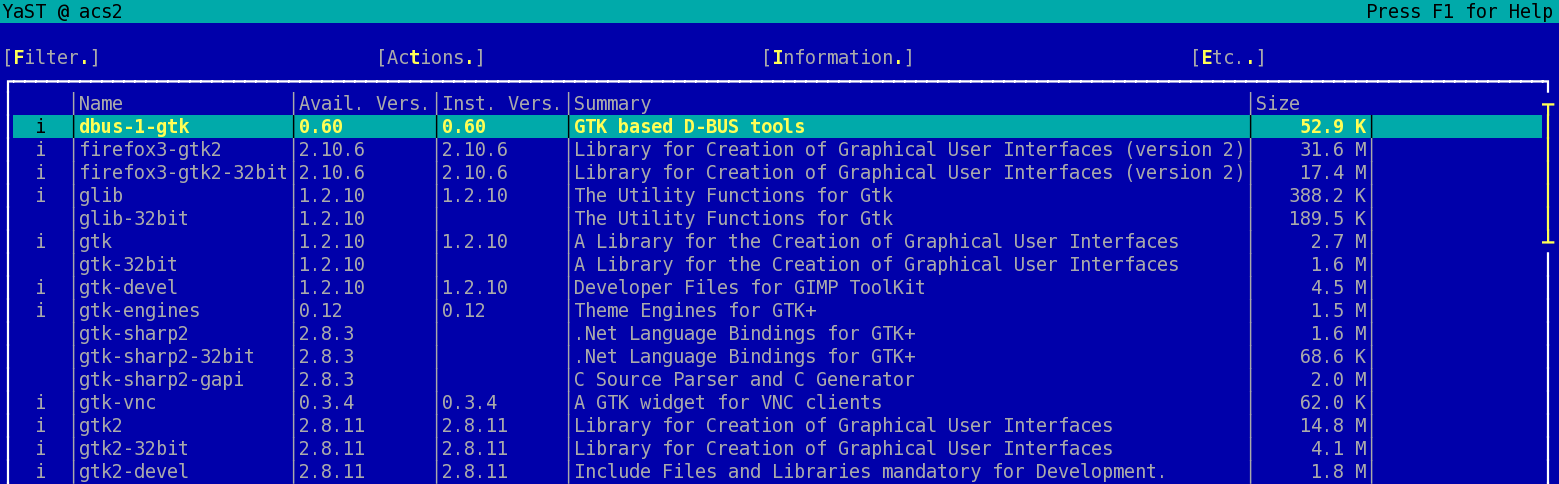 YaST @ acs2 Press F1 for Help
[Filter.] [Actions.] [Information.] [Etc..]
Name Avail. Vers. Inst. Vers. Summary Size
i dbus-1-gtk 0.60 0.60 GTK based D-BUS tools 52.9 K
i firefox3-gtk2 2.10.6 2.10.6 Library for Creation of Graphical User Interfaces (version 2) 31.6 M
i firefox3-gtk2-32bit 2.10.6 2.10.6 Library for Creation of Graphical User Interfaces (version 2) 17.4 M
i glib 1.2.10 1.2.10 The Utility Functions for Gtk 388.2 K
glib-32bit 1.2.10 The Utility Functions for Gtk 189.5 K
i gtk 1.2.10 1.2.10 A Library for the Creation of Graphical User Interfaces 2.7 M
gtk-32bit 1.2.10 A Library for the Creation of Graphical User Interfaces 1.6 M
i gtk-devel 1.2.10 1.2.10 Developer Files for GIMP ToolKit 4.5 M
i gtk-engines 0.12 0.12 Theme Engines for GTK+ 1.5 M
gtk-sharp2 2.8.3 .Net Language Bindings for GTK+ 1.6 M
gtk-sharp2-32bit 2.8.3 .Net Language Bindings for GTK+ 68.6 K
gtk-sharp2-gapi 2.8.3 C Source Parser and C Generator 2.0 M
i gtk-vnc 0.3.4 0.3.4 A GTK widget for VNC clients 62.0 K
i gtk2 2.8.11 2.8.11 Library for Creation of Graphical User Interfaces 14.8 M
i gtk2-32bit 2.8.11 2.8.11 Library for Creation of Graphical User Interfaces 4.1 M
i gtk2-devel 2.8.11 2.8.11 Include Files and Libraries mandatory for Development. 1.8 M